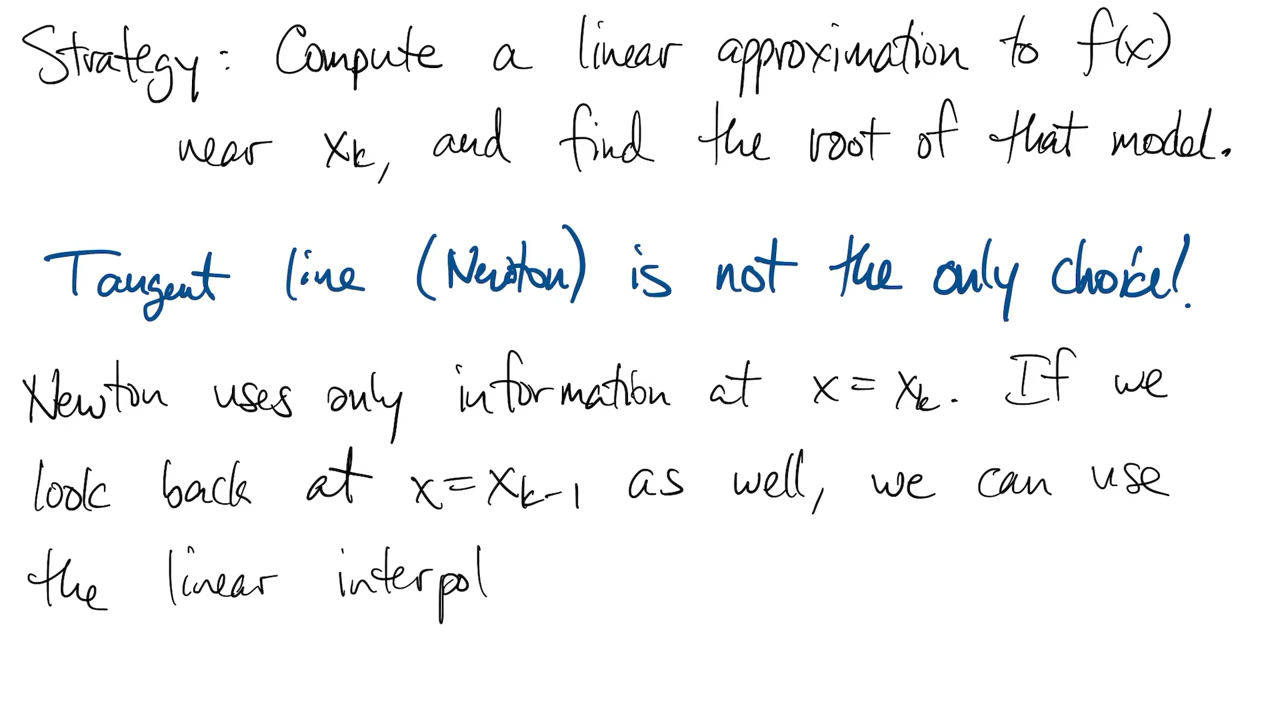 Strategy: Compute a linear approximation to f(x)
near xₖ, and find the root of that model.
Tangent line (Newton) is not the only choice!
Newton uses only information at x = xₖ. If we
look back at x = xₖ₋₁ as well, we can use
the linear interpol